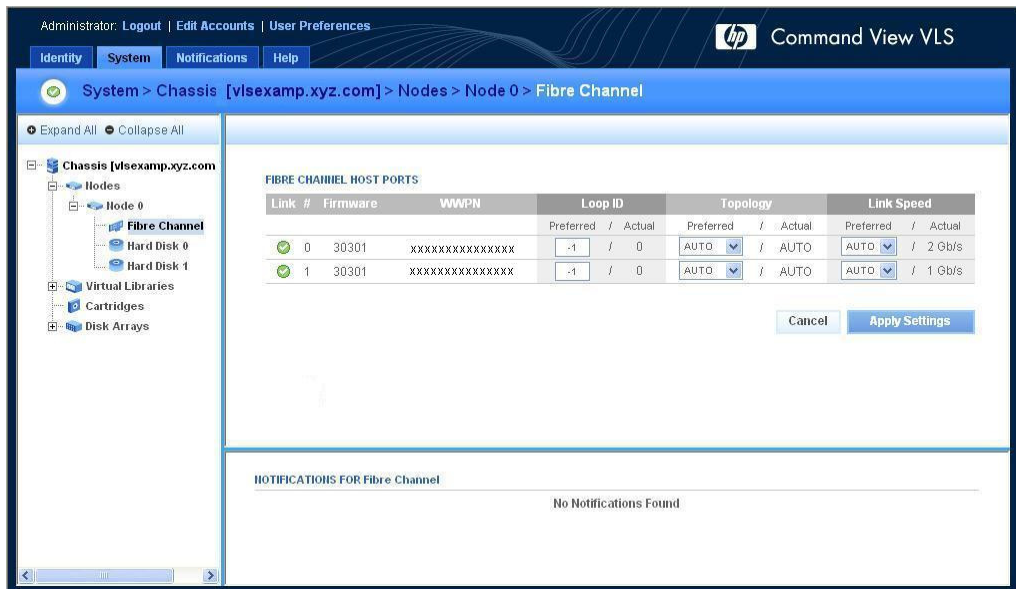 Administrator: Logout | Edit Accounts | User Preferences
hp Command View VLS
Identity System Notifications Help
System > Chassis [vlsexamp.xyz.com] > Nodes > Node 0 > Fibre Channel
Expand All Collapse All
Chassis [vlsexamp.xyz.com
Nodes
Node 0
Fibre Channel
Hard Disk 0
Hard Disk 1
Virtual Libraries
Cartridges
Disk Arrays
FIBRE CHANNEL HOST PORTS
Link # Firmware WWPN Loop ID Topology Link Speed
Preferred / Actual Preferred / Actual Preferred / Actual
0 30301 xxxxxxxxxxxxxxx -1 / 0 AUTO / AUTO AUTO / 2 Gb/s
1 30301 xxxxxxxxxxxxxxx -1 / 0 AUTO / AUTO AUTO / 1 Gb/s
Cancel Apply Settings
NOTIFICATIONS FOR Fibre Channel
No Notifications Found